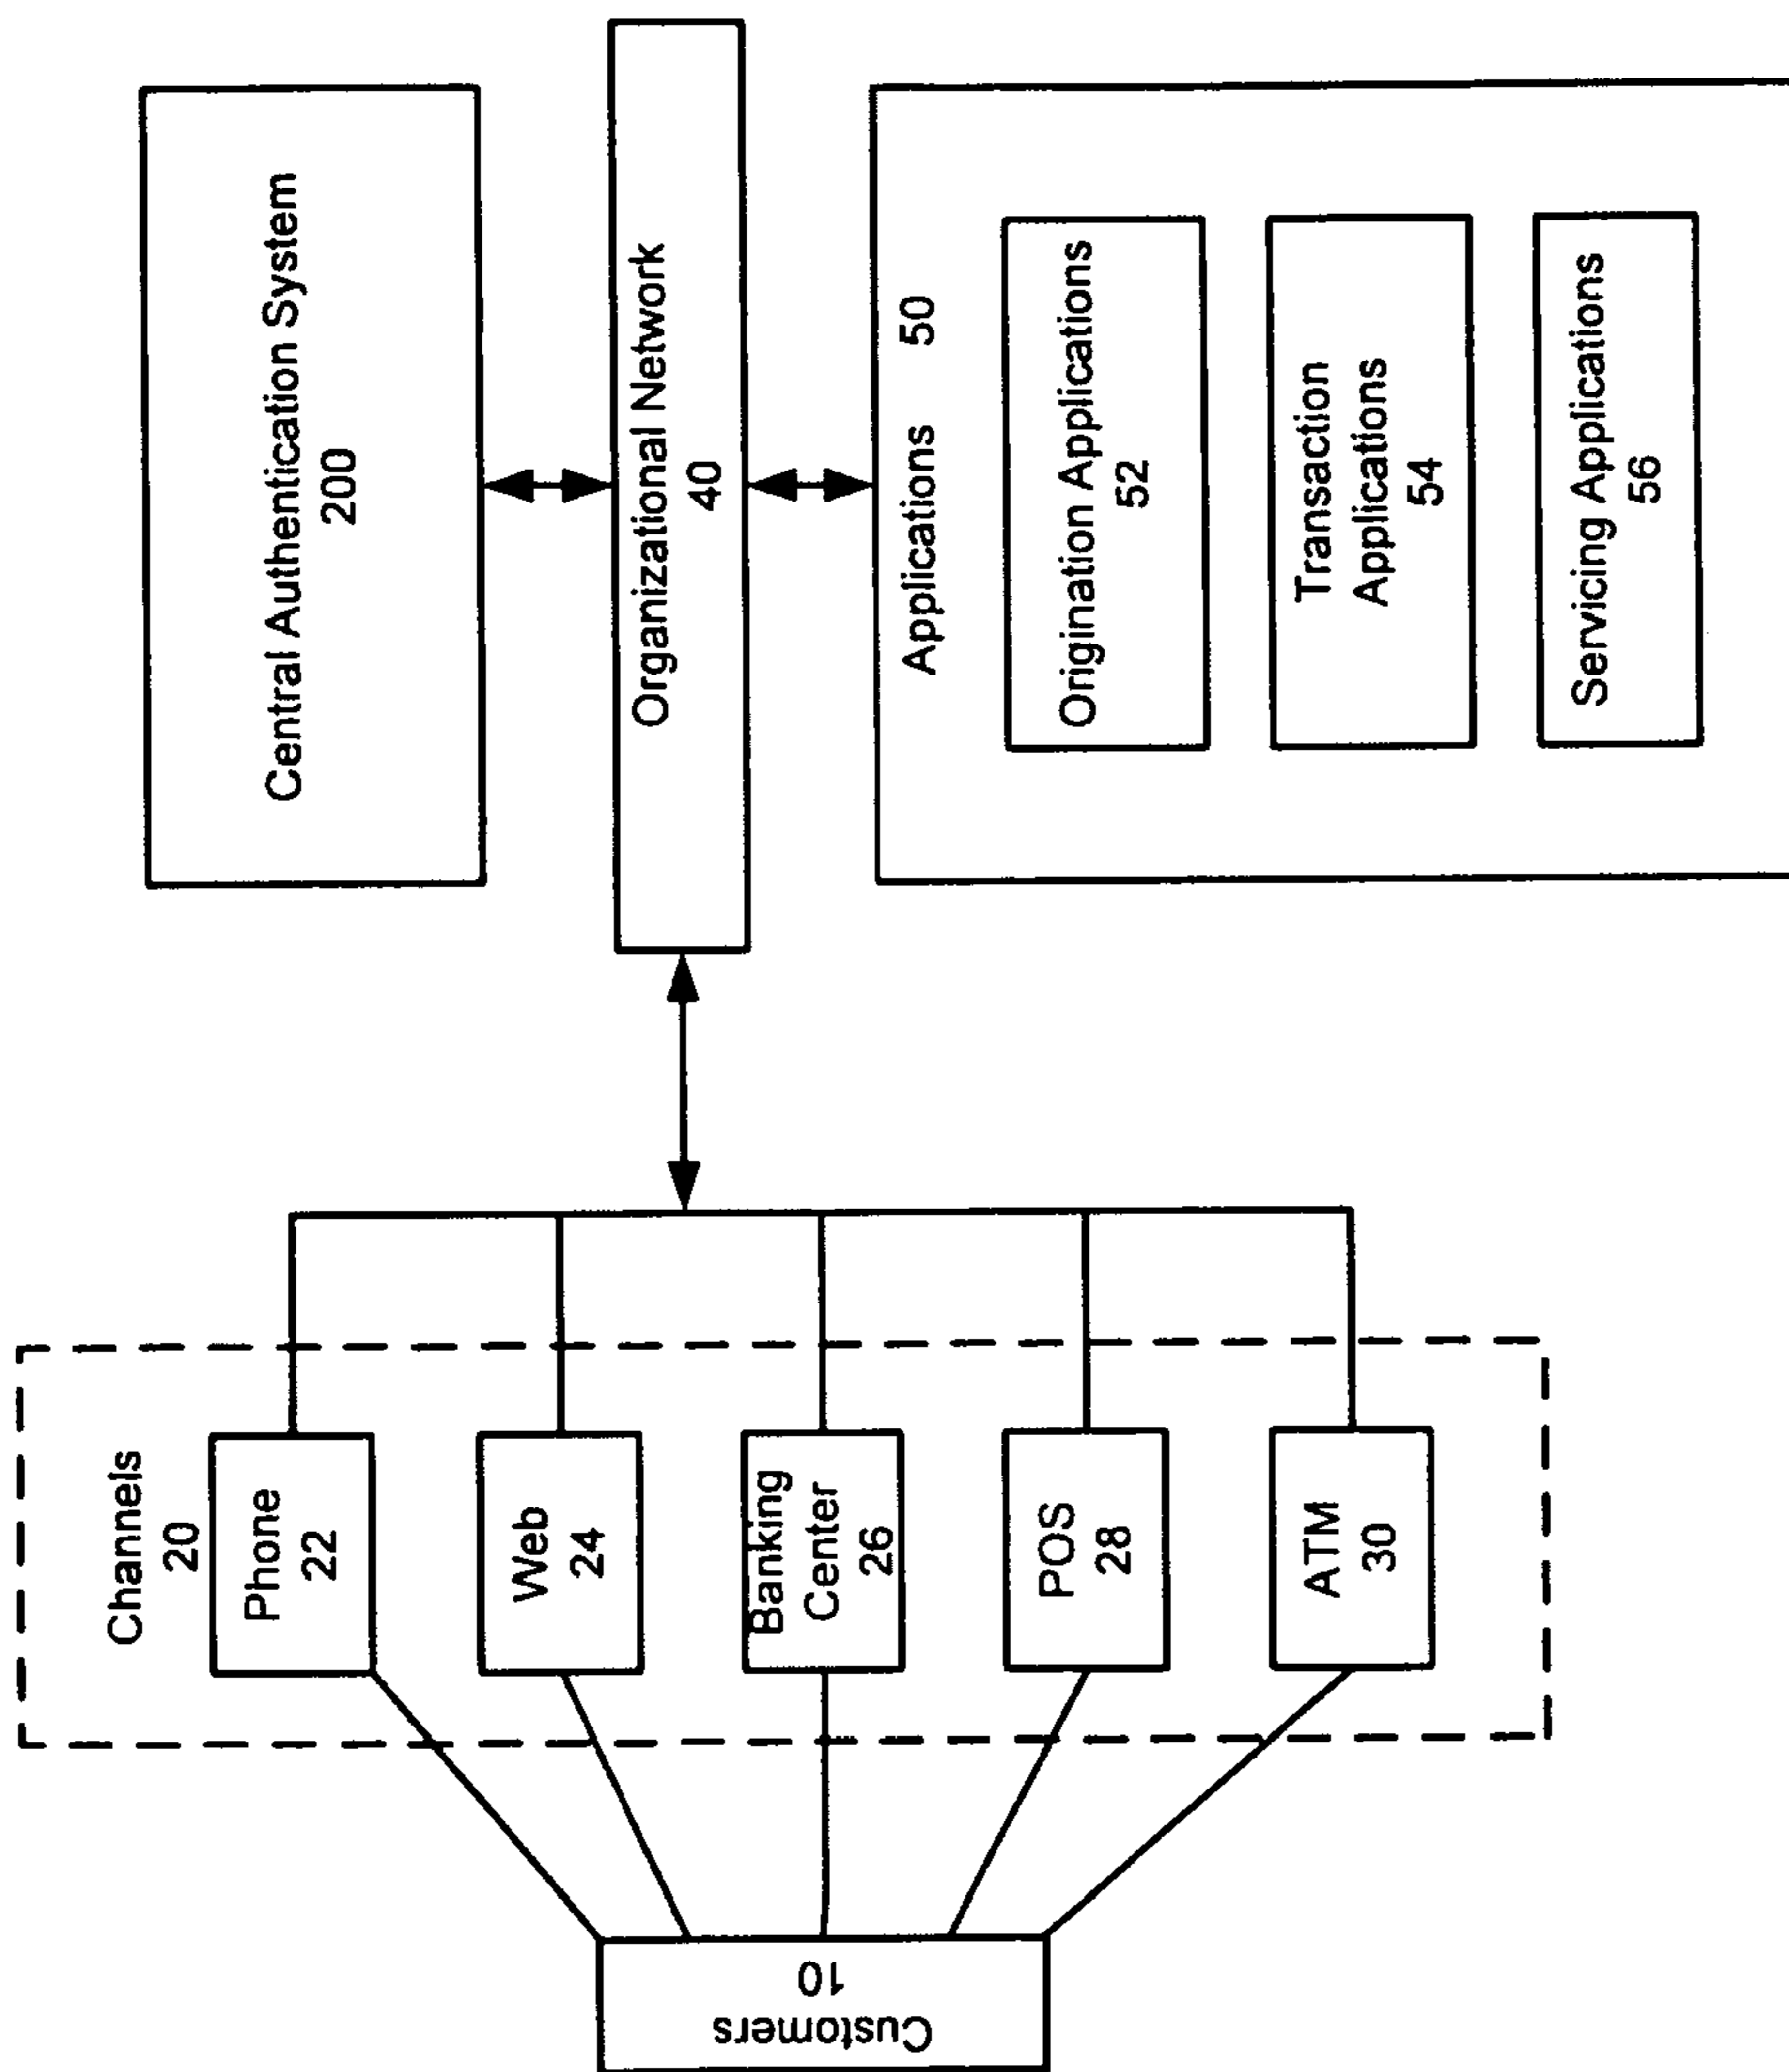 Customers
10
Channels
20
Phone
22
Web
24
Banking
Center
26
POS
28
ATM
30
Central Authentication System
200
Organizational Network
40
Applications 50
Origination Applications
52
Transaction
Applications
54
Servicing Applications
56